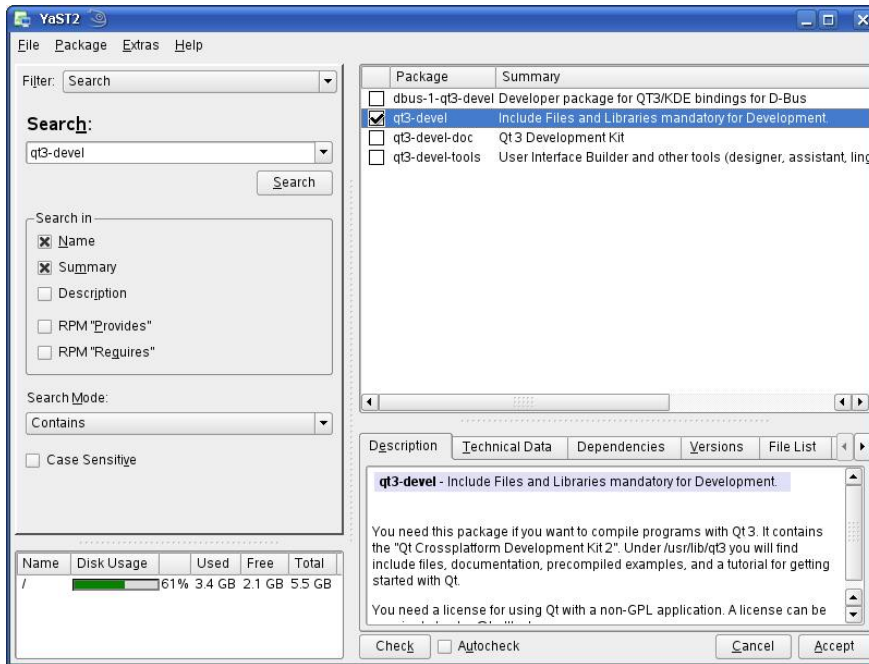 YaST2
File Package Extras Help
Filter: Search
Search:
qt3-devel
Search
Search in
Name
Summary
Description
RPM "Provides"
RPM "Requires"
Search Mode:
Contains
Case Sensitive
Name Disk Usage Used Free Total
/ 61% 3.4 GB 2.1 GB 5.5 GB
Package Summary
dbus-1-qt3-devel Developer package for QT3/KDE bindings for D-Bus
qt3-devel Include Files and Libraries mandatory for Development.
qt3-devel-doc Qt 3 Development Kit
qt3-devel-tools User Interface Builder and other tools (designer, assistant, ling
Description Technical Data Dependencies Versions File List
qt3-devel - Include Files and Libraries mandatory for Development.
You need this package if you want to compile programs with Qt 3. It contains
the "Qt Crossplatform Development Kit 2". Under /usr/lib/qt3 you will find
include files, documentation, precompiled examples, and a tutorial for getting
started with Qt.
You need a license for using Qt with a non-GPL application. A license can be
Check Autocheck Cancel Accept